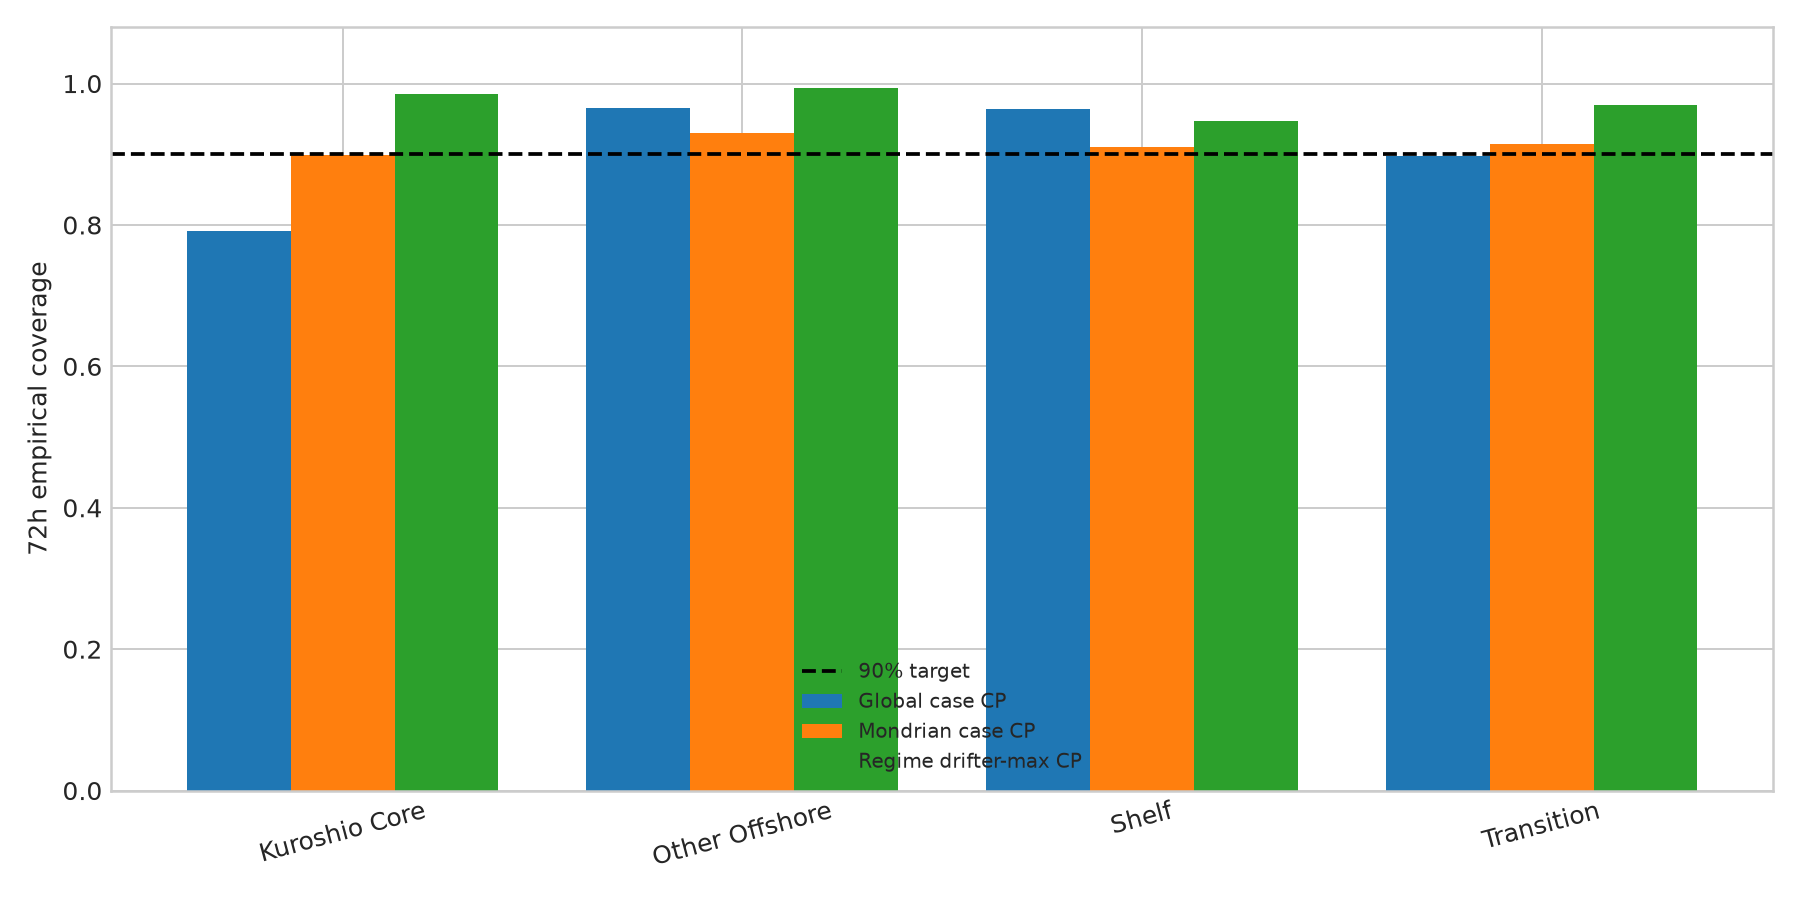 72h empirical coverage
1.0
0.8
0.6
0.4
0.2
0.0
90% target
Global case CP
Mondrian case CP
Regime drifter-max CP
Kuroshio Core
Other Offshore
Shelf
Transition